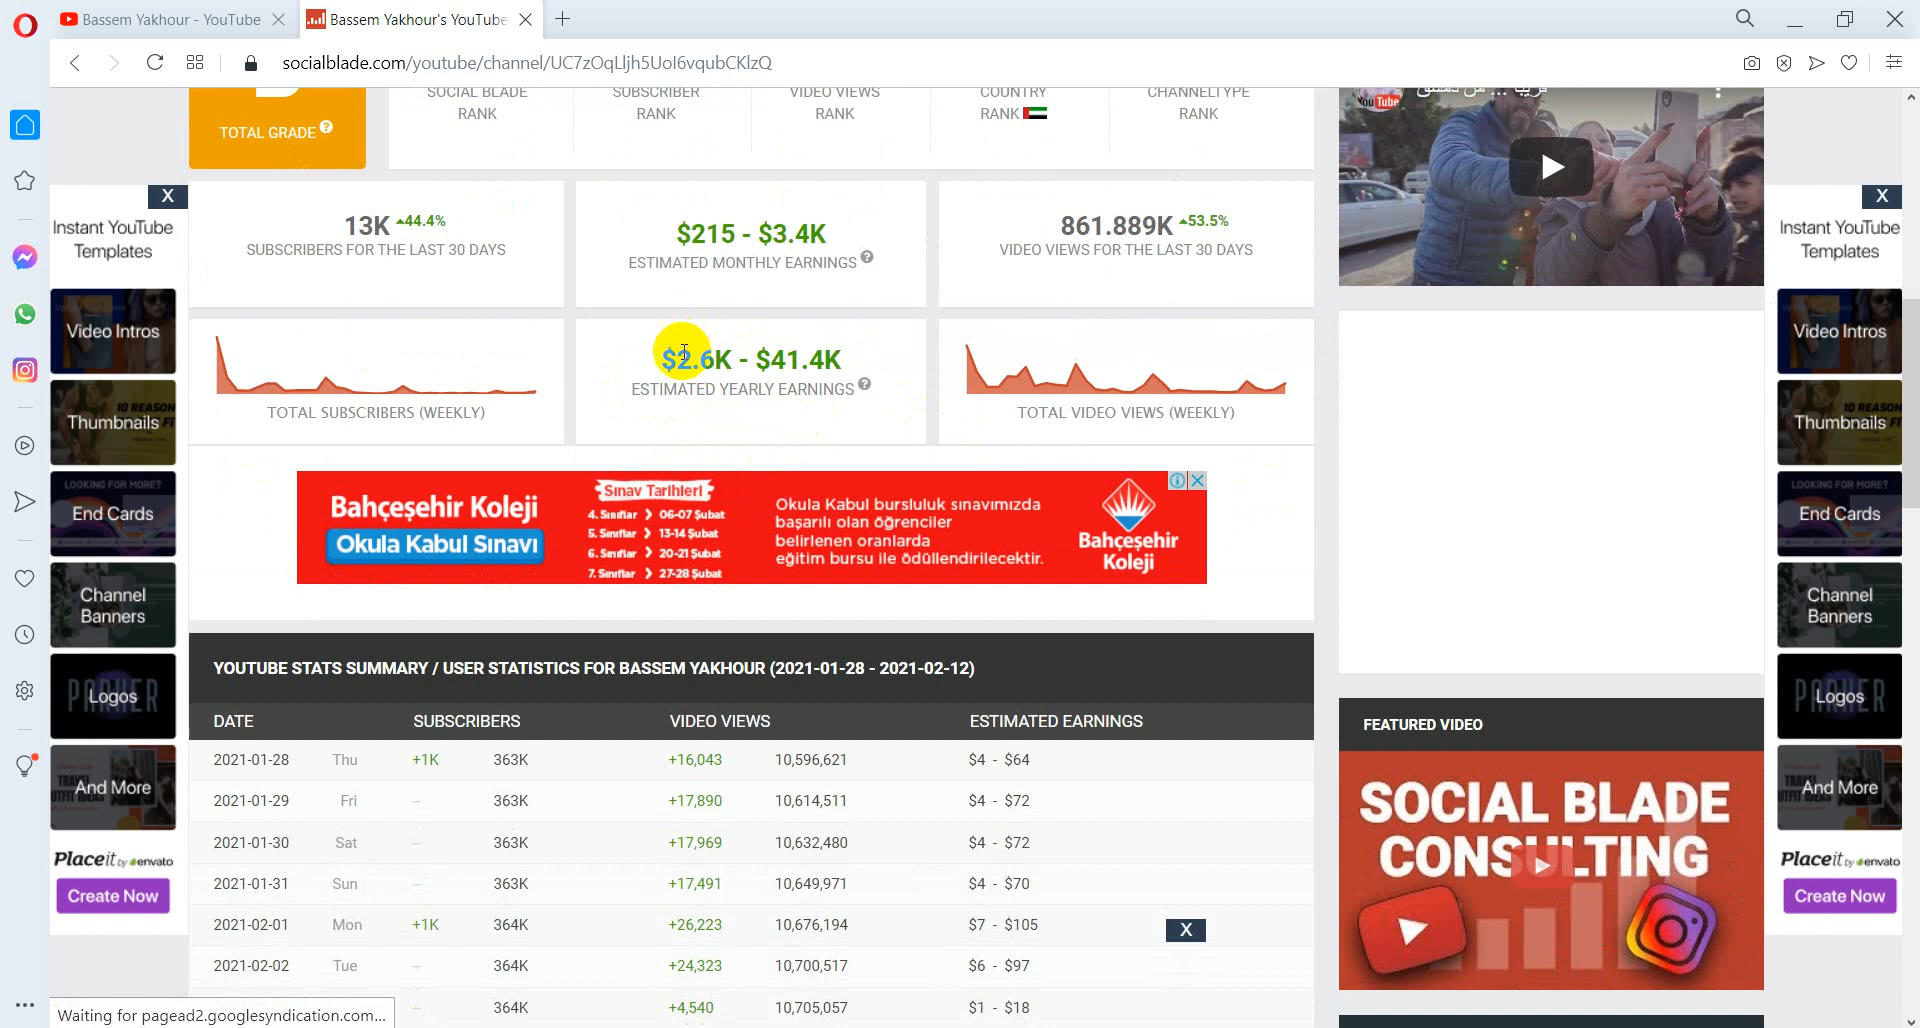 Bassem Yakhour - YouTube
Bassem Yakhour's YouTube
socialblade.com/youtube/channel/UC7zOqLljh5Uol6vqubCKlzQ
TOTAL GRADE ?
SOCIAL BLADE
RANK
SUBSCRIBER
RANK
VIDEO VIEWS
RANK
COUNTRY
RANK
CHANNELTYPE
RANK
13K 44.4%
SUBSCRIBERS FOR THE LAST 30 DAYS
$215 - $3.4K
ESTIMATED MONTHLY EARNINGS ?
861.889K 53.5%
VIDEO VIEWS FOR THE LAST 30 DAYS
TOTAL SUBSCRIBERS (WEEKLY)
$2.6K - $41.4K
ESTIMATED YEARLY EARNINGS ?
TOTAL VIDEO VIEWS (WEEKLY)
Bahçeşehir Koleji
Okula Kabul Sınavı
Sınav Tarihleri
4. Sınıflar 06-07 Şubat
5. Sınıflar 13-14 Şubat
6. Sınıflar 20-21 Şubat
7. Sınıflar 27-28 Şubat
Okula Kabul bursluluk sınavımızda
başarılı olan öğrenciler
belirlenen oranlarda
eğitim bursu ile ödüllendirilecektir.
Bahçeşehir
Koleji
YOUTUBE STATS SUMMARY / USER STATISTICS FOR BASSEM YAKHOUR (2021-01-28 - 2021-02-12)
DATE SUBSCRIBERS VIDEO VIEWS ESTIMATED EARNINGS
2021-01-28 Thu +1K 363K +16,043 10,596,621 $4 - $64
2021-01-29 Fri -- 363K +17,890 10,614,511 $4 - $72
2021-01-30 Sat -- 363K +17,969 10,632,480 $4 - $72
2021-01-31 Sun -- 363K +17,491 10,649,971 $4 - $70
2021-02-01 Mon +1K 364K +26,223 10,676,194 $7 - $105
X
2021-02-02 Tue -- 364K +24,323 10,700,517 $6 - $97
-- 364K +4,540 10,705,057 $1 - $18
Waiting for pagead2.googlesyndication.com...
X
Instant YouTube
Templates
Video Intros
Thumbnails
LOOKING FOR MORE?
End Cards
Channel
Banners
Logos
And More
Placeit by envato
Create Now
You Tube
FEATURED VIDEO
SOCIAL BLADE
CONSULTING
X
Instant YouTube
Templates
Video Intros
Thumbnails
LOOKING FOR MORE?
End Cards
Channel
Banners
Logos
And More
Placeit by envato
Create Now